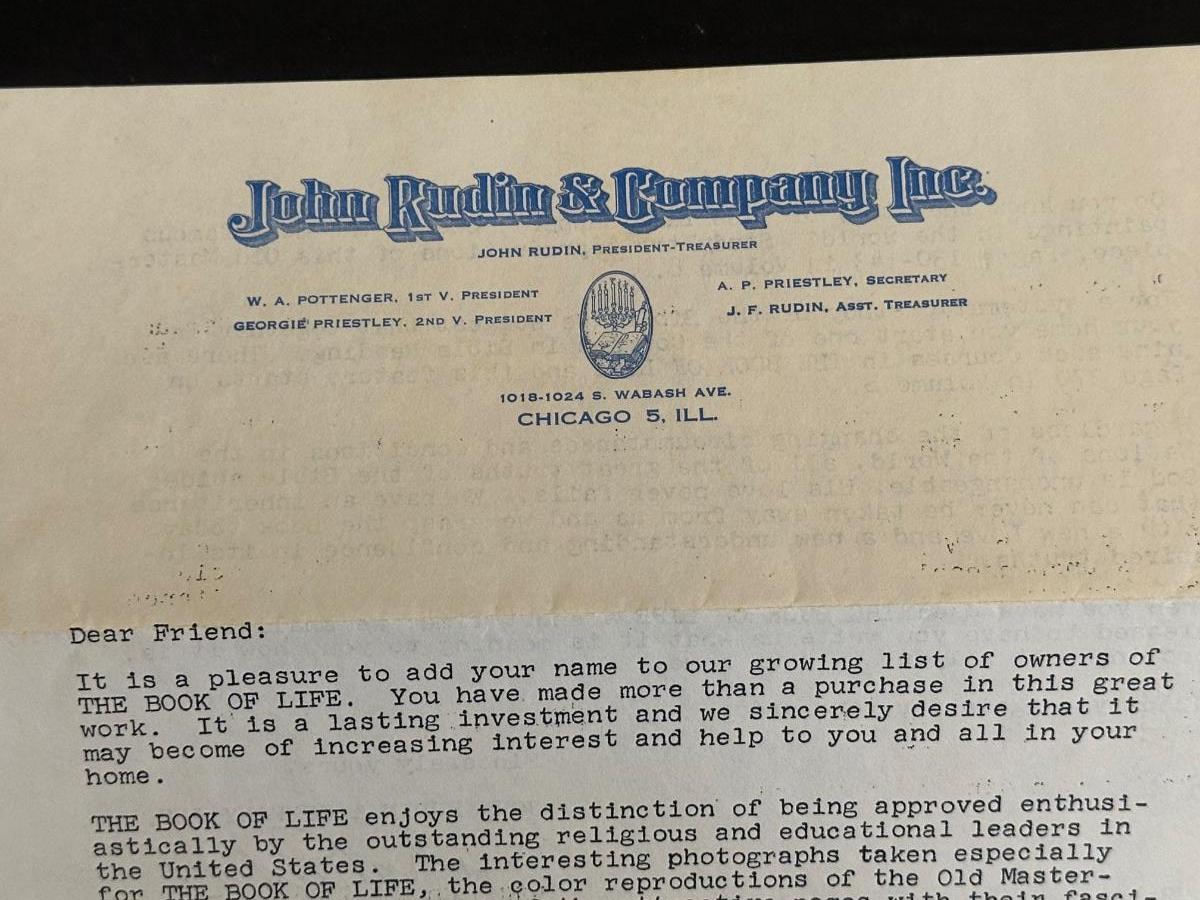 John Rudin & Company Inc.
JOHN RUDIN, PRESIDENT-TREASURER
W. A. POTTENGER, 1ST V. PRESIDENT
GEORGIE PRIESTLEY, 2ND V. PRESIDENT
A. P. PRIESTLEY, SECRETARY
J. F. RUDIN, ASST. TREASURER
1018-1024 S. WABASH AVE.
CHICAGO 5, ILL.
Dear Friend:
It is a pleasure to add your name to our growing list of owners of
THE BOOK OF LIFE. You have made more than a purchase in this great
work. It is a lasting investment and we sincerely desire that it
may become of increasing interest and help to you and all in your
home.
THE BOOK OF LIFE enjoys the distinction of being approved enthusi-
astically by the outstanding religious and educational leaders in
the United States. The interesting photographs taken especially
for THE BOOK OF LIFE, the color reproductions of the Old Master-
pages with their fasci-